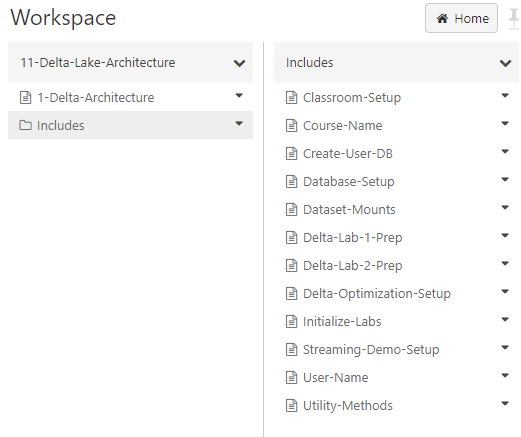 Workspace
Home
11-Delta-Lake-Architecture
1-Delta-Architecture
Includes
Includes
Classroom-Setup
Course-Name
Create-User-DB
Database-Setup
Dataset-Mounts
Delta-Lab-1-Prep
Delta-Lab-2-Prep
Delta-Optimization-Setup
Initialize-Labs
Streaming-Demo-Setup
User-Name
Utility-Methods